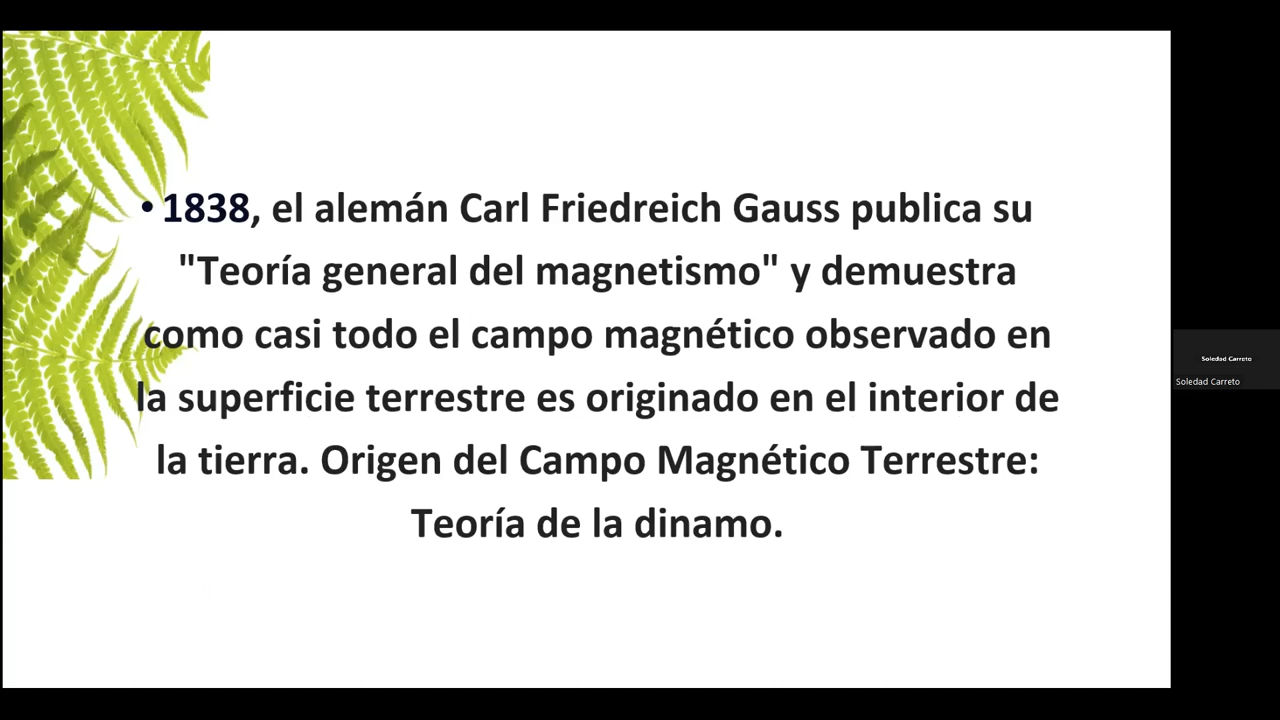 • 1838, el alemán Carl Friedreich Gauss publica su
"Teoría general del magnetismo" y demuestra
como casi todo el campo magnético observado en
la superficie terrestre es originado en el interior de
la tierra. Origen del Campo Magnético Terrestre:
Teoría de la dinamo.
Soledad Carreto
Soledad Carreto